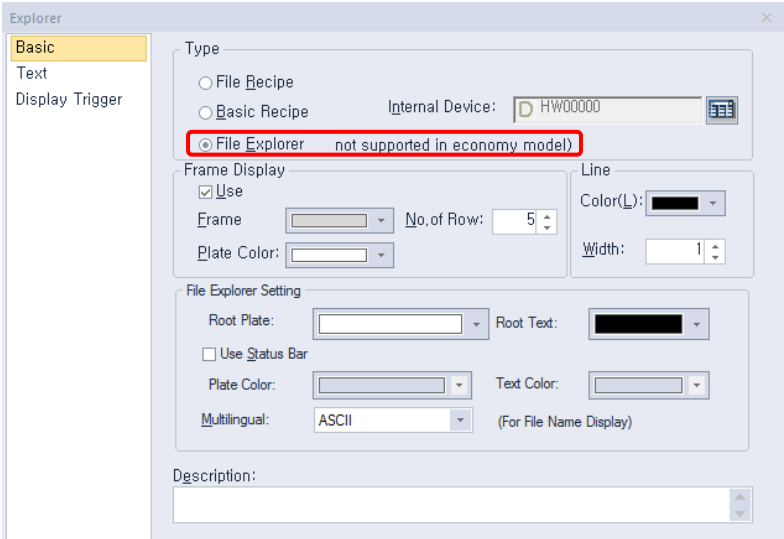 Explorer
Basic
Text
Display Trigger
Type
File Recipe
Basic Recipe
Internal Device:
D HW00000
File Explorer not supported in economy model)
Frame Display
Use
Frame
No.of Row:
5
Plate Color:
Line
Color(L):
Width:
1
File Explorer Setting
Root Plate:
Root Text:
Use Status Bar
Plate Color:
Text Color:
Multilingual:
ASCII
(For File Name Display)
Description: